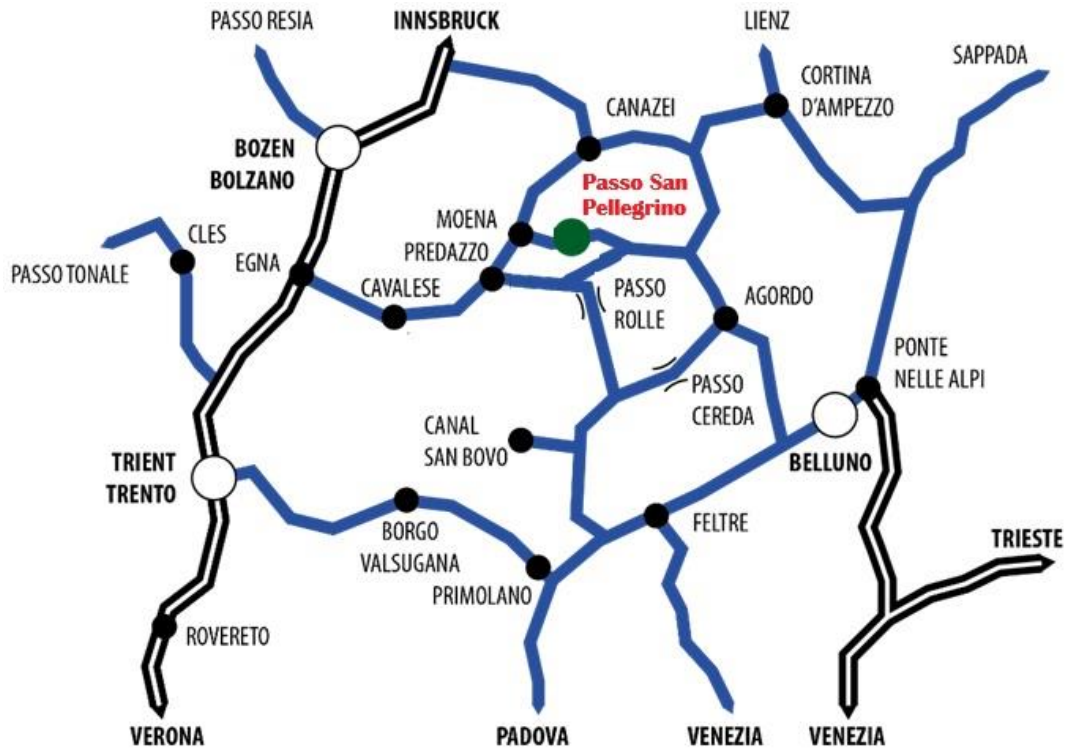 PASSO RESIA
INNSBRUCK
LIENZ
SAPPADA
CORTINA
D'AMPEZZO
CANAZEI
BOZEN
BOLZANO
Passo San
Pellegrino
MOENA
PREDAZZO
CLES
PASSO TONALE
EGNA
CAVALESE
PASSO
ROLLE
AGORDO
PONTE
NELLE ALPI
PASSO
CEREDA
CANAL
SAN BOVO
BELLUNO
TRIENT
TRENTO
BORGO
VALSUGANA
FELTRE
TRIESTE
PRIMOLANO
ROVERETO
VERONA
PADOVA
VENEZIA
VENEZIA